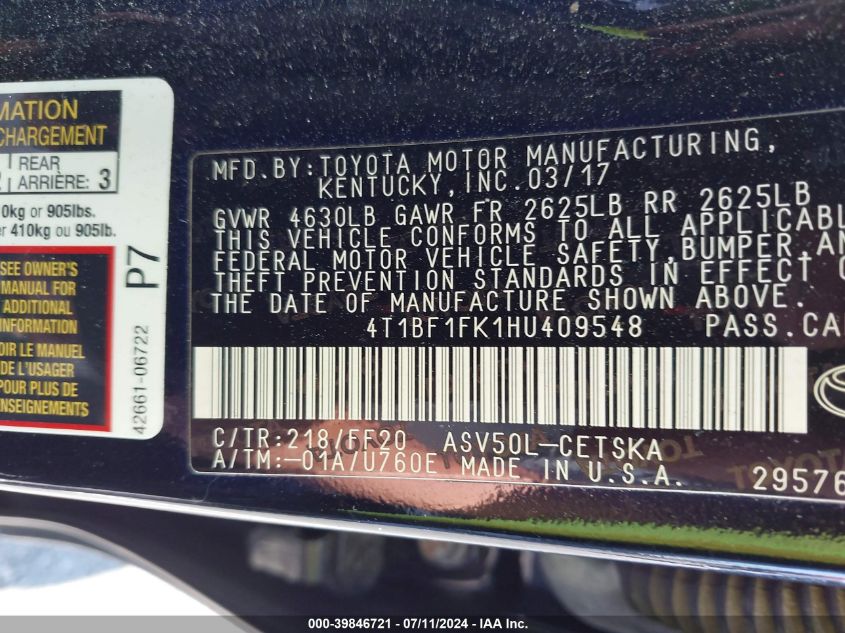 MATION
CHARGEMENT
REAR
ARRIÈRE: 3
0kg or 905lbs.
410kg ou 905lb.
SEE OWNER'S
MANUAL FOR
ADDITIONAL
INFORMATION
OIR LE MANUEL
DE L'USAGER
POUR PLUS DE
ENSEIGNEMENTS
42661-06722
P7
MFD.BY:TOYOTA MOTOR MANUFACTURING,
KENTUCKY,INC.03/17
GVWR 4630LB GAWR FR 2625LB RR 2625LB
THIS VEHICLE CONFORMS TO ALL APPLICABL
FEDERAL MOTOR VEHICLE SAFETY,BUMPER,AN
THEFT PREVENTION STANDARDS IN EFFECT O
THE DATE OF MANUFACTURE SHOWN ABOVE.
4T1BF1FK1HU409548 PASS.CA
C/TR:218/FF20 ASV50L-CETSKA
A/TM:-01A/U760E MADE IN U.S.A.
29576
000-39846721 / 07/11/2024 - IAA Inc.